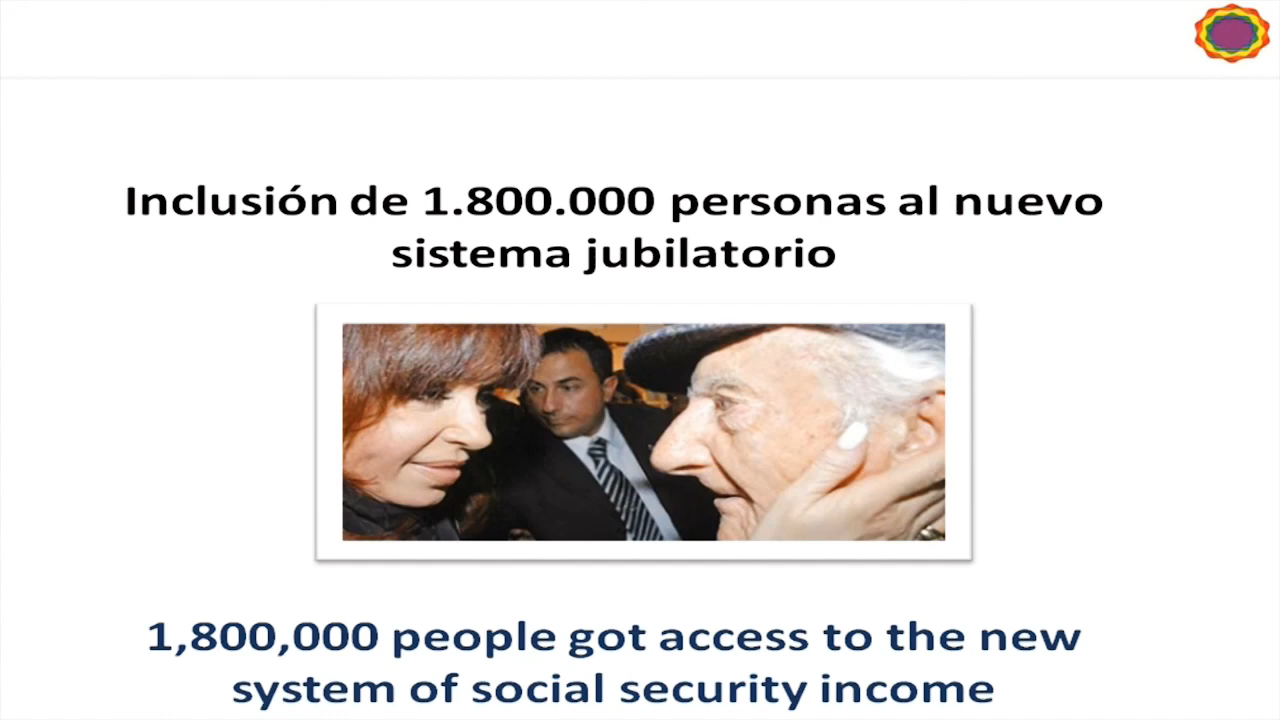 Inclusión de 1.800.000 personas al nuevo
sistema jubilatorio
1,800,000 people got access to the new
system of social security income